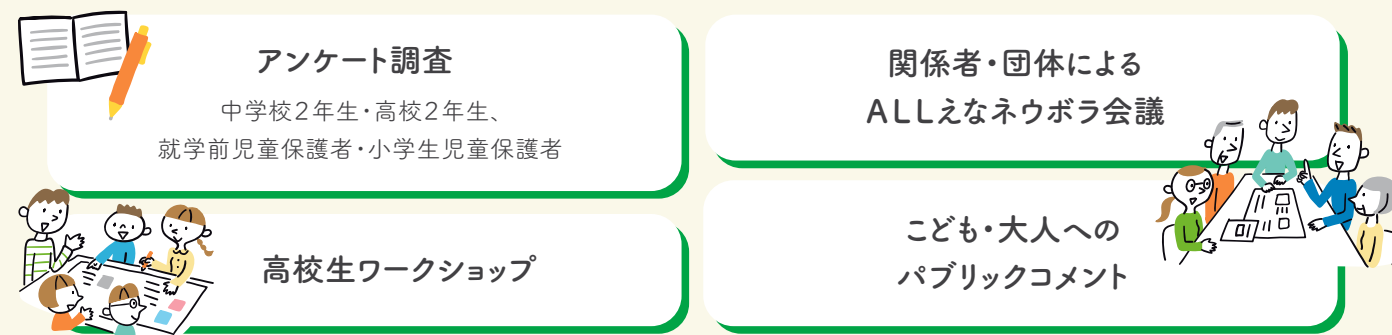 アンケート調査
中学校2年生・高校2年生、
就学前児童保護者・小学生児童保護者
関係者・団体による
ALLえなネウボラ会議
高校生ワークショップ
こども・大人への
パブリックコメント